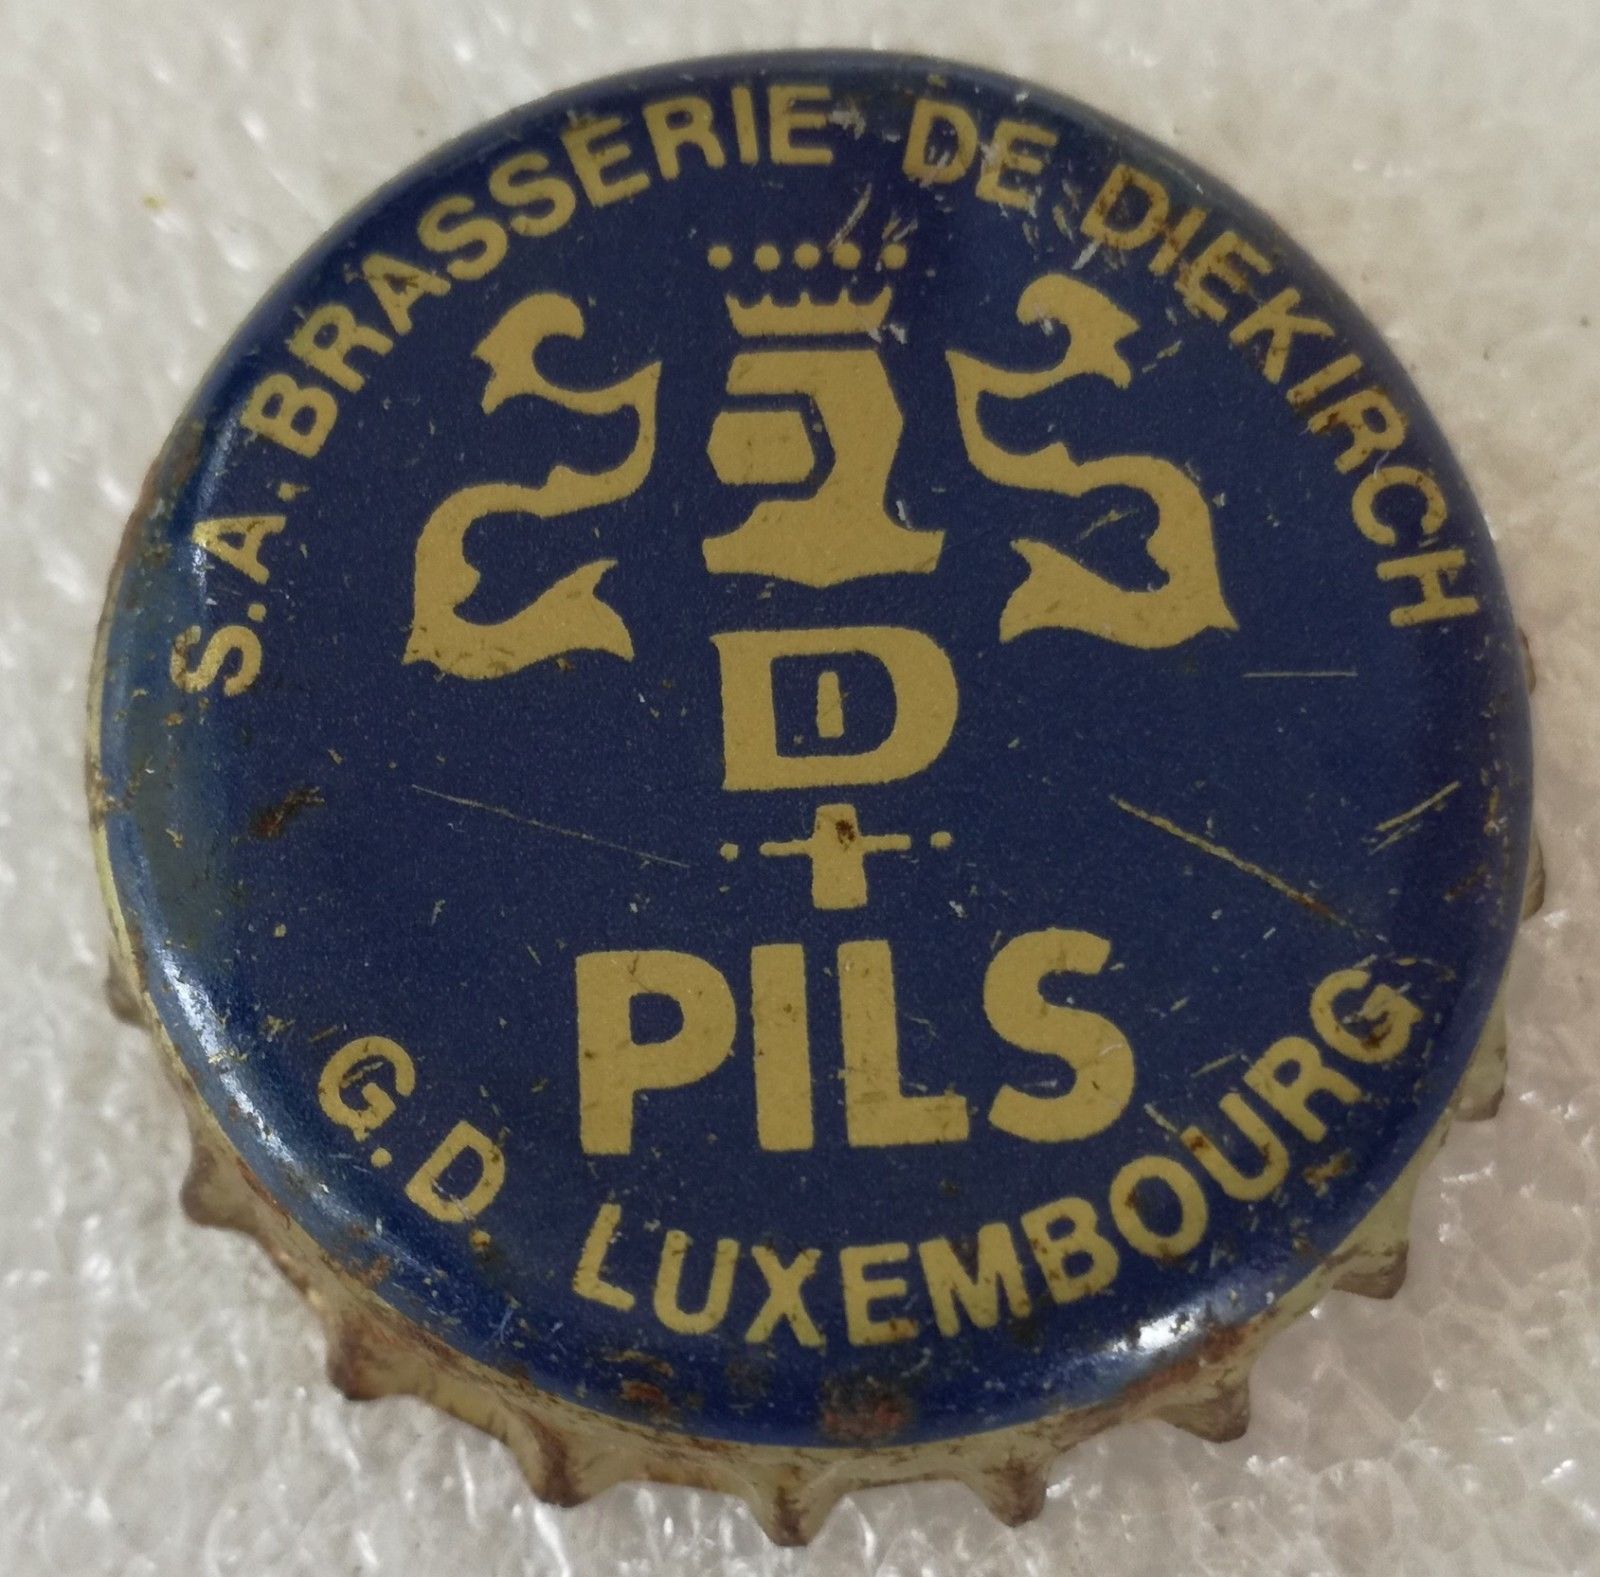 S.A. BRASSERIE DE DIEKIRCH
D
PILS
G.D. LUXEMBOURG